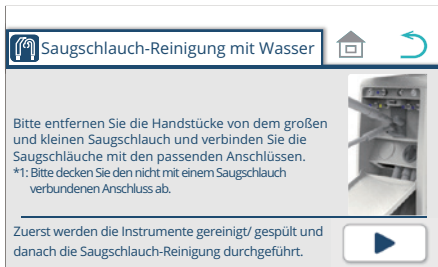 Saugschlauch-Reinigung mit Wasser
Bitte entfernen Sie die Handstücke von dem großen
und kleinen Saugschlauch und verbinden Sie die
Saugschläuche mit den passenden Anschlüssen.
*1: Bitte decken Sie den nicht mit einem Saugschlauch
verbundenen Anschluss ab.
Zuerst werden die Instrumente gereinigt/ gespült und
danach die Saugschlauch-Reinigung durchgeführt.